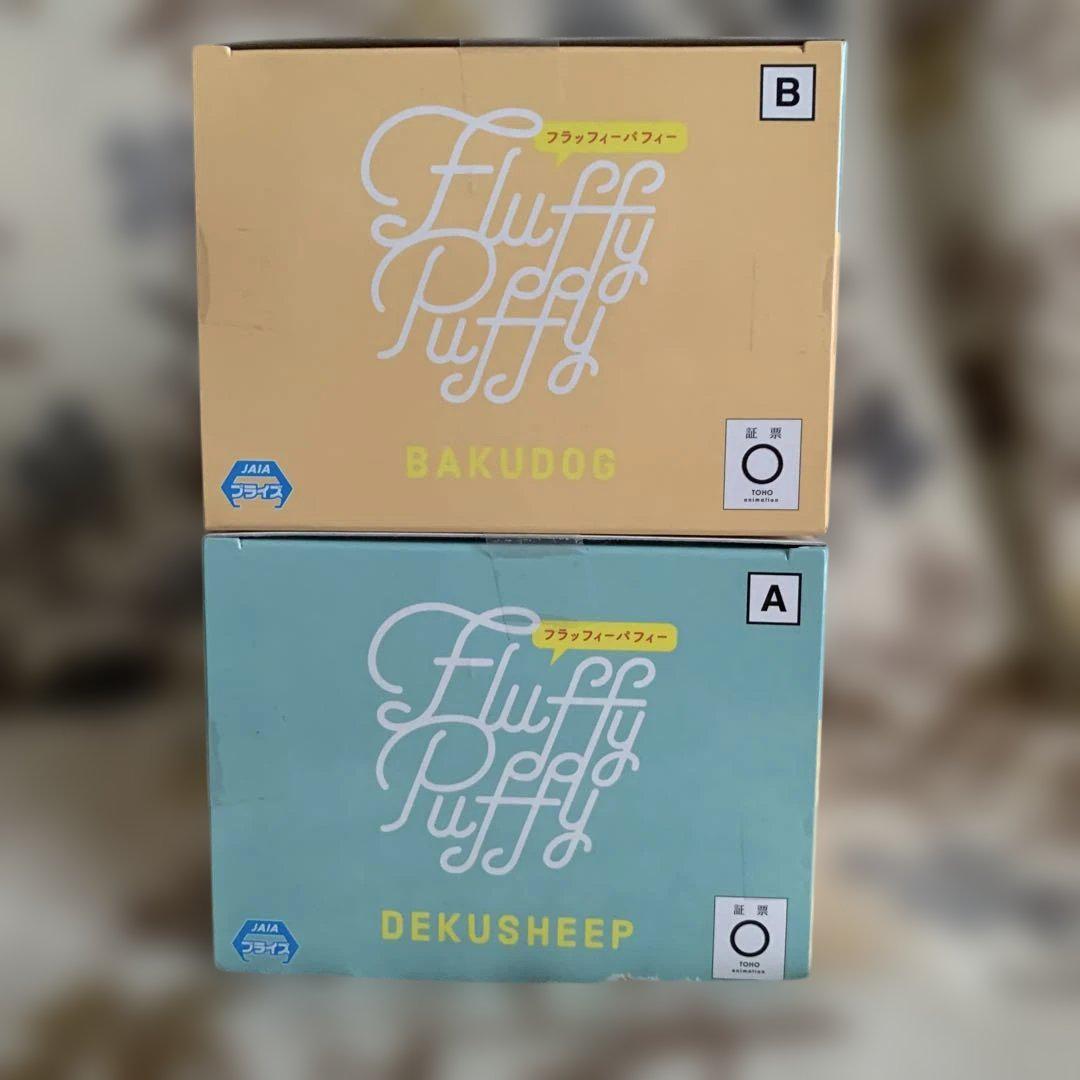 B
フラッフィーパフィー
Fluffy
Puffy
BAKUDOG
JAIA
プライズ
証 票
TOHO
animation
A
フラッフィーパフィー
Fluffy
Puffy
DEKUSHEEP
JAIA
プライズ
証 票
TOHO
animation